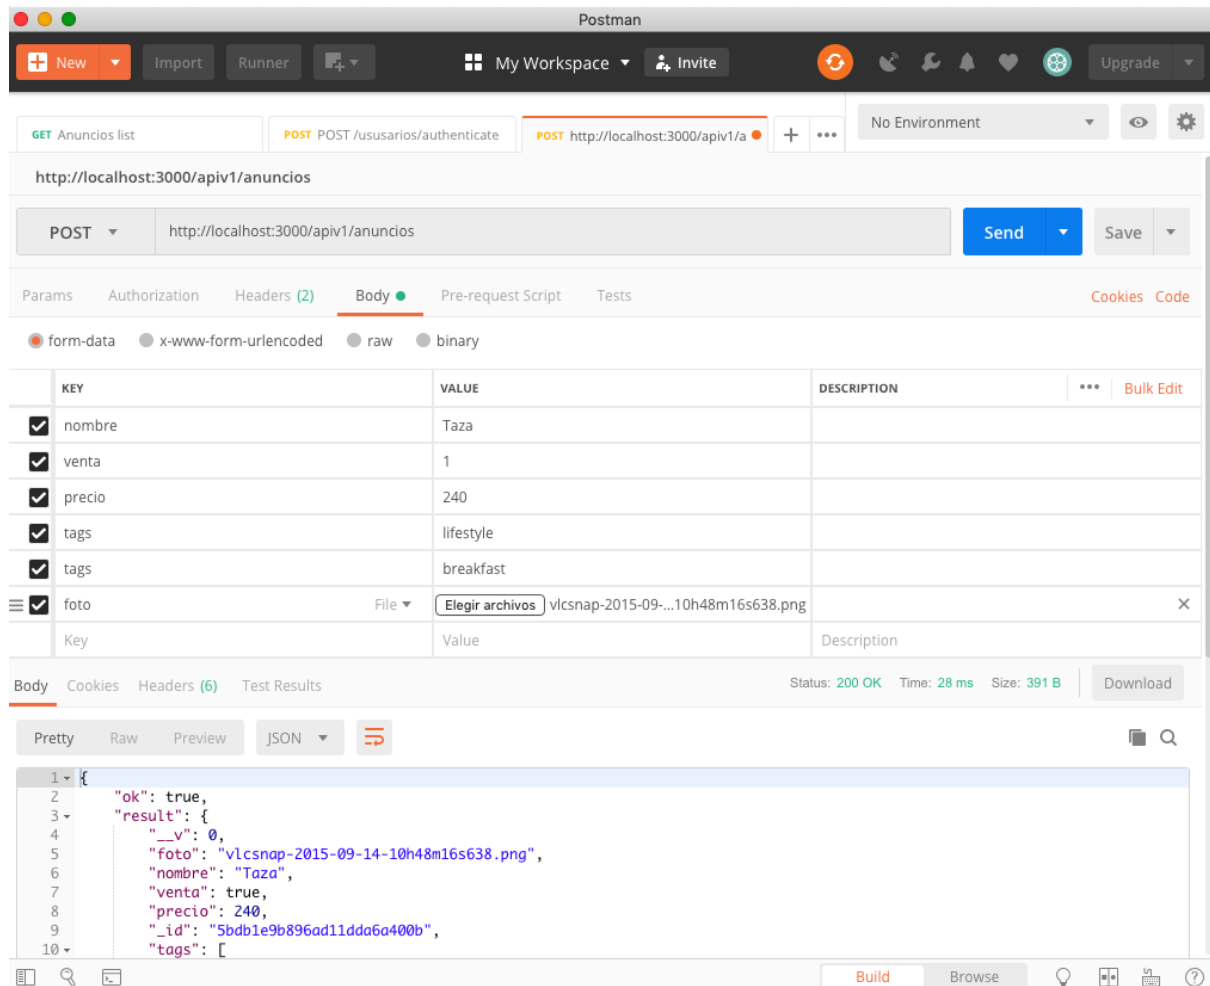 Postman
New Import Runner My Workspace Invite Upgrade
GET Anuncios list POST POST /ususarios/authenticate POST http://localhost:3000/apiv1/a No Environment
http://localhost:3000/apiv1/anuncios
POST http://localhost:3000/apiv1/anuncios Send Save
Params Authorization Headers (2) Body Pre-request Script Tests Cookies Code
form-data x-www-form-urlencoded raw binary
KEY VALUE DESCRIPTION Bulk Edit
nombre Taza
venta 1
precio 240
tags lifestyle
tags breakfast
foto File Elegir archivos vlcsnap-2015-09-...10h48m16s638.png
Key Value Description
Body Cookies Headers (6) Test Results Status: 200 OK Time: 28 ms Size: 391 B Download
Pretty Raw Preview JSON
1 {
2 "ok": true,
3 "result": {
4 "__v": 0,
5 "foto": "vlcsnap-2015-09-14-10h48m16s638.png",
6 "nombre": "Taza",
7 "venta": true,
8 "precio": 240,
9 "_id": "5bdb1e9b896ad11dda6a400b",
10 "tags": [
Build Browse